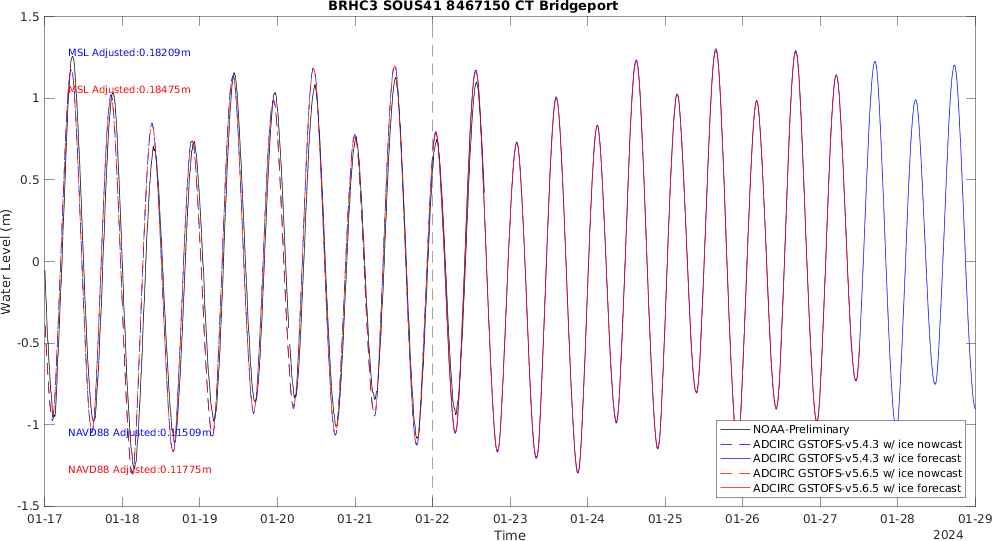 BRHC3 SOUS41 8467150 CT Bridgeport
1.5
1
0.5
0
-0.5
-1
-1.5
Water Level (m)
MSL Adjusted:0.18209m
MSL Adjusted:0.18475m
NAVD88 Adjusted:0.11509m
NAVD88 Adjusted:0.11775m
NOAA-Preliminary
ADCIRC GSTOFS-v5.4.3 w/ ice nowcast
ADCIRC GSTOFS-v5.4.3 w/ ice forecast
ADCIRC GSTOFS-v5.6.5 w/ ice nowcast
ADCIRC GSTOFS-v5.6.5 w/ ice forecast
01-17 01-18 01-19 01-20 01-21 01-22 01-23 01-24 01-25 01-26 01-27 01-28 01-29
Time
2024